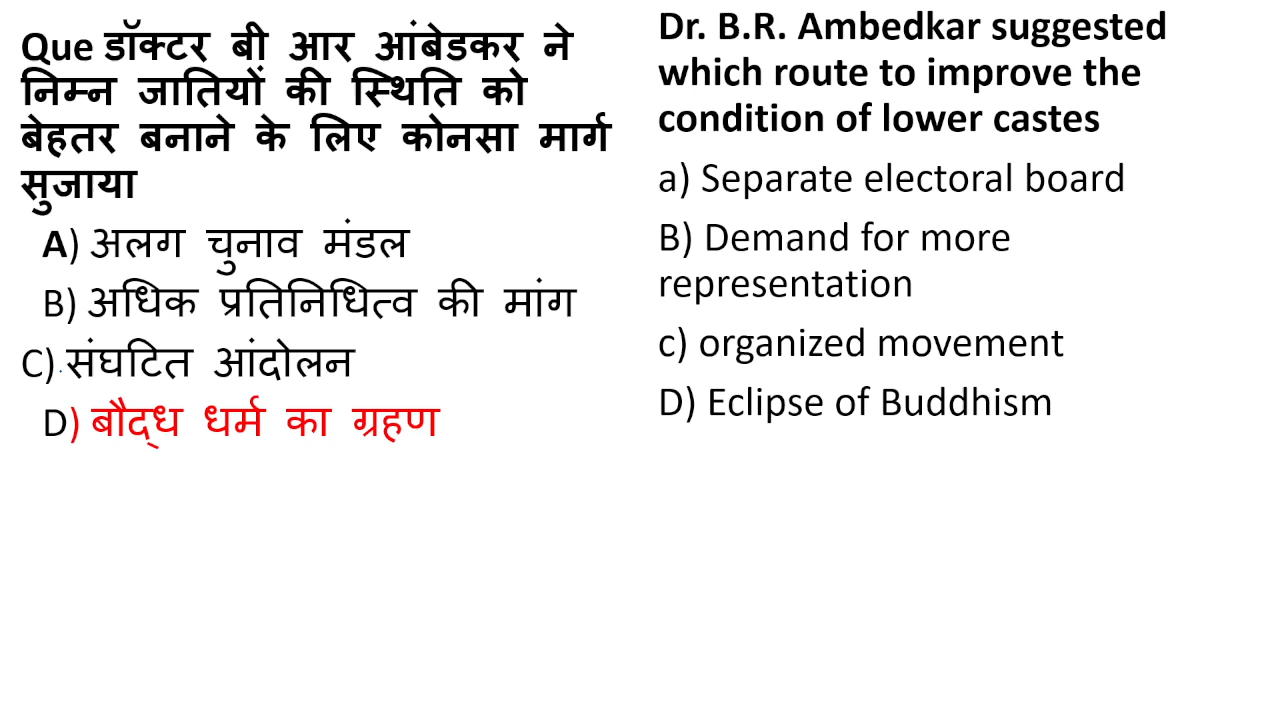 Que डॉक्टर बी आर आंबेडकर ने
निम्न जातियों की स्थिति को
बेहतर बनाने के लिए कोनसा मार्ग
सुजाया
A) अलग चुनाव मंडल
B) अधिक प्रतिनिधित्व की मांग
C) संघटित आंदोलन
D) बौद्ध धर्म का ग्रहण
Dr. B.R. Ambedkar suggested
which route to improve the
condition of lower castes
a) Separate electoral board
B) Demand for more
representation
c) organized movement
D) Eclipse of Buddhism